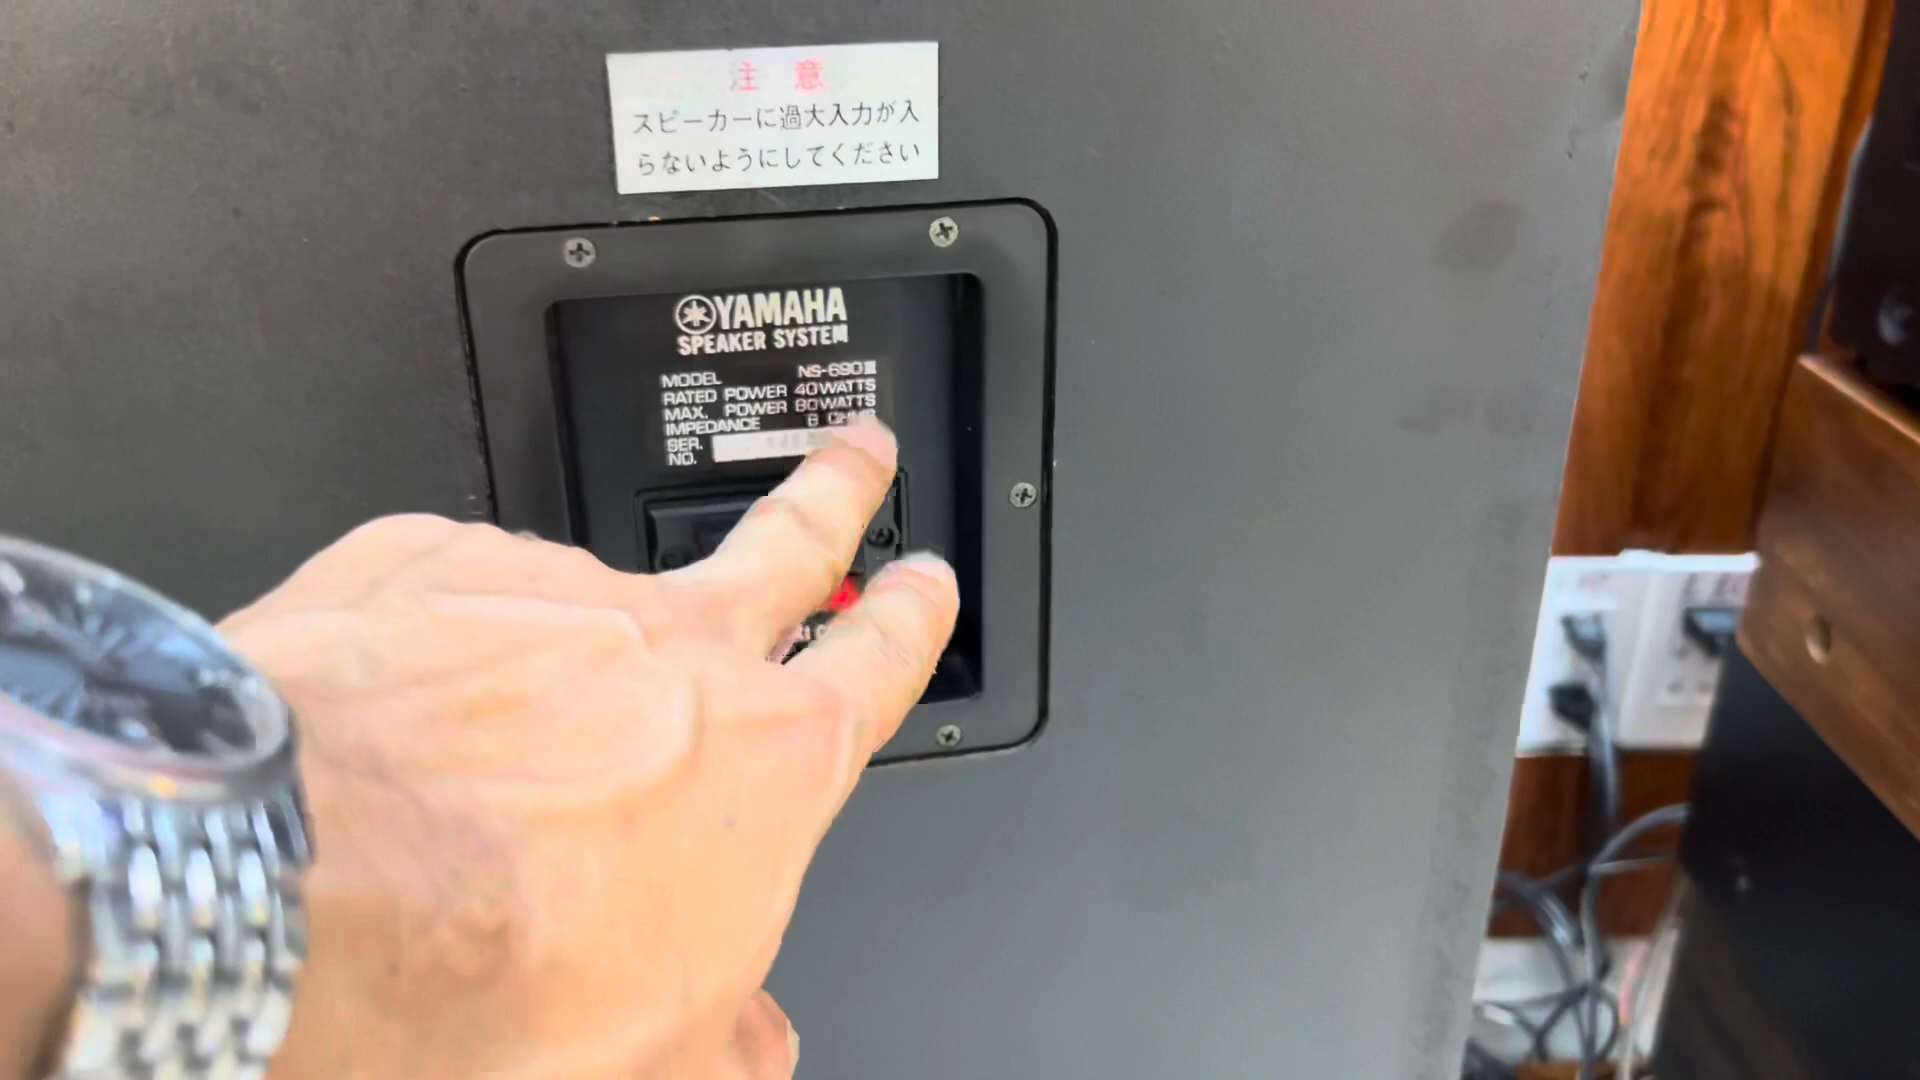 注 意
スピーカーに過大入力が入
らないようにしてください
YAMAHA
SPEAKER SYSTEM
MODEL NS-690III
RATED POWER 40WATTS
MAX. POWER 80WATTS
IMPEDANCE 8 OHMS
SER.
NO.